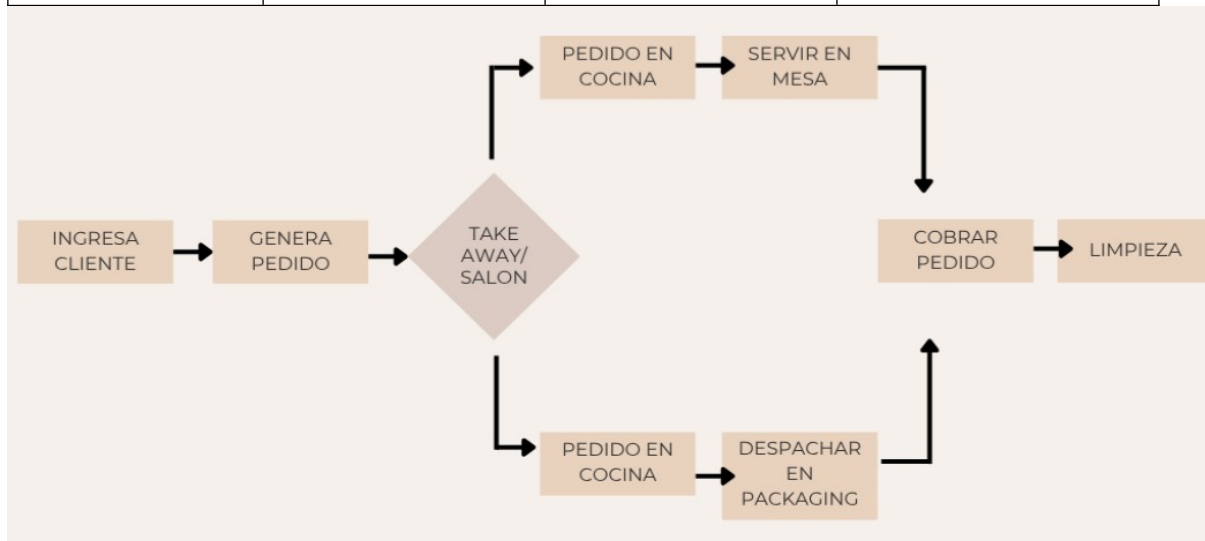 PEDIDO EN
COCINA
SERVIR EN
MESA
INGRESA
CLIENTE
GENERA
PEDIDO
TAKE
AWAY/
SALON
COBRAR
PEDIDO
LIMPIEZA
PEDIDO EN
COCINA
DESPACHAR
EN
PACKAGING